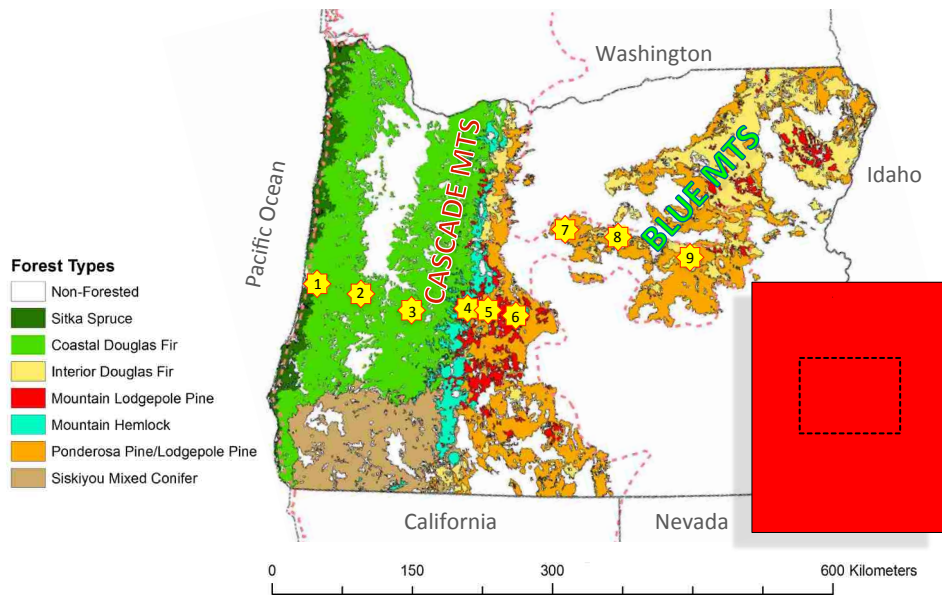 Washington
CASCADE MTS
BLUE MTS
Idaho
Pacific Ocean
7
8
9
1
2
3
4
5
6
Forest Types
Non-Forested
Sitka Spruce
Coastal Douglas Fir
Interior Douglas Fir
Mountain Lodgepole Pine
Mountain Hemlock
Ponderosa Pine/Lodgepole Pine
Siskiyou Mixed Conifer
California
Nevada
0
150
300
600 Kilometers